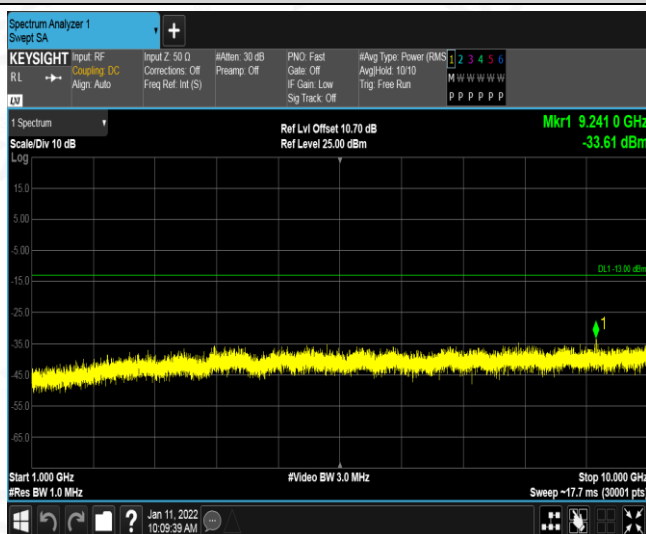 Spectrum Analyzer 1
Swept SA
+
KEYSIGHT
RL
LXI
Input: RF
Coupling: DC
Align: Auto
Input Z: 50 Ω
Corrections: Off
Freq Ref: Int (S)
#Atten: 30 dB
Preamp: Off
PNO: Fast
Gate: Off
IF Gain: Low
Sig Track: Off
#Avg Type: Power (RMS
Avg|Hold: 10/10
Trig: Free Run
1 2 3 4 5 6
M W W W W W
P P P P P P
1 Spectrum
Scale/Div 10 dB
Ref Lvl Offset 10.70 dB
Ref Level 25.00 dBm
Mkr1 9.241 0 GHz
-33.61 dBm
Log
15.0
5.00
-5.00
DL1 -13.00 dBm
-15.0
-25.0
1
-35.0
-45.0
-55.0
-65.0
Start 1.000 GHz
#Res BW 1.0 MHz
#Video BW 3.0 MHz
Stop 10.000 GHz
Sweep ~17.7 ms (30001 pts)
?
Jan 11, 2022
10:09:39 AM